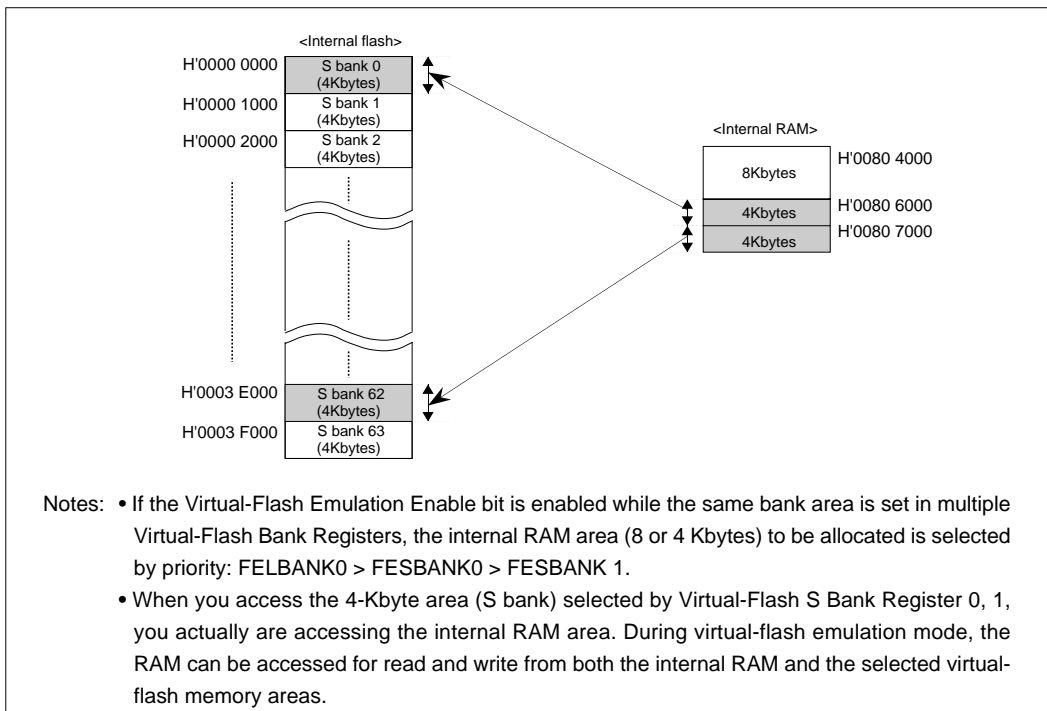 <Internal flash>
H'0000 0000
S bank 0
(4Kbytes)
H'0000 1000
S bank 1
(4Kbytes)
H'0000 2000
S bank 2
(4Kbytes)
<Internal RAM>
8Kbytes
H'0080 4000
4Kbytes
H'0080 6000
4Kbytes
H'0080 7000
H'0003 E000
S bank 62
(4Kbytes)
H'0003 F000
S bank 63
(4Kbytes)
Notes: • If the Virtual-Flash Emulation Enable bit is enabled while the same bank area is set in multiple
Virtual-Flash Bank Registers, the internal RAM area (8 or 4 Kbytes) to be allocated is selected
by priority: FELBANK0 > FESBANK0 > FESBANK 1.
• When you access the 4-Kbyte area (S bank) selected by Virtual-Flash S Bank Register 0, 1,
you actually are accessing the internal RAM area. During virtual-flash emulation mode, the
RAM can be accessed for read and write from both the internal RAM and the selected virtual-
flash memory areas.